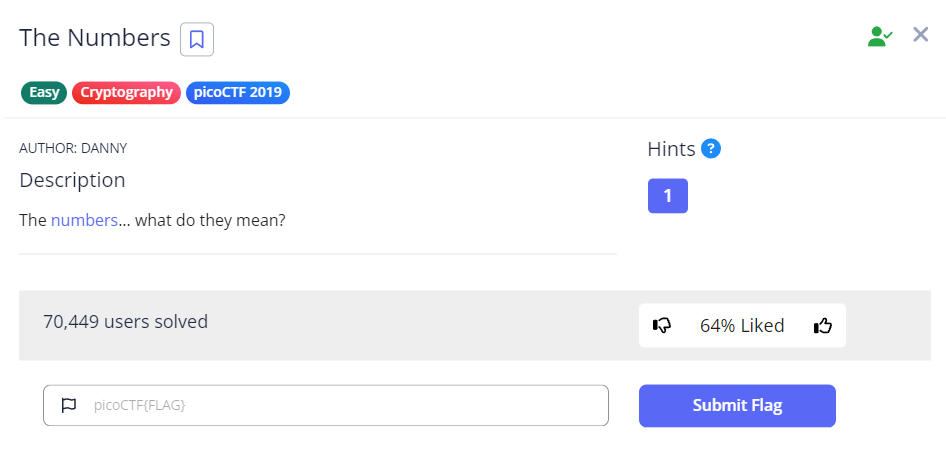 The Numbers
Easy Cryptography picoCTF 2019
AUTHOR: DANNY
Description
The numbers... what do they mean?
Hints ?
1
70,449 users solved
64% Liked
picoCTF{FLAG}
Submit Flag